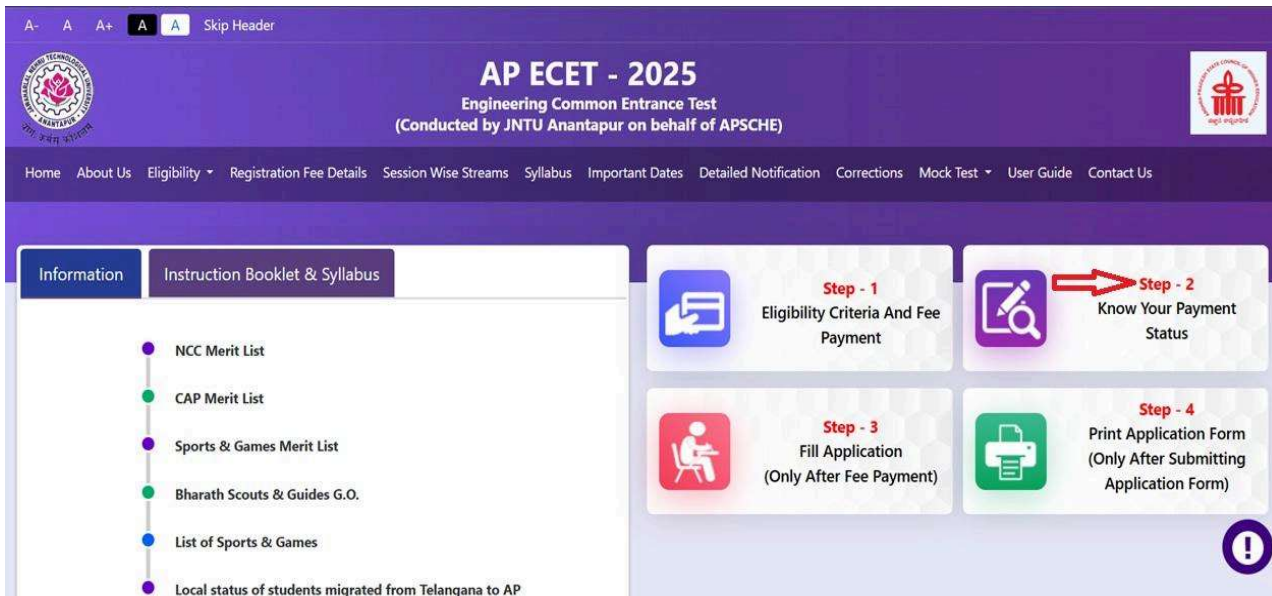 A- A A+ A A Skip Header
AP ECET - 2025
Engineering Common Entrance Test
(Conducted by JNTU Anantapur on behalf of APSCHE)
Home About Us Eligibility Registration Fee Details Session Wise Streams Syllabus Important Dates Detailed Notification Corrections Mock Test User Guide Contact Us
Information Instruction Booklet & Syllabus
NCC Merit List
CAP Merit List
Sports & Games Merit List
Bharath Scouts & Guides G.O.
List of Sports & Games
Local status of students migrated from Telangana to AP
Step - 1
Eligibility Criteria And Fee
Payment
Step - 2
Know Your Payment
Status
Step - 3
Fill Application
(Only After Fee Payment)
Step - 4
Print Application Form
(Only After Submitting
Application Form)